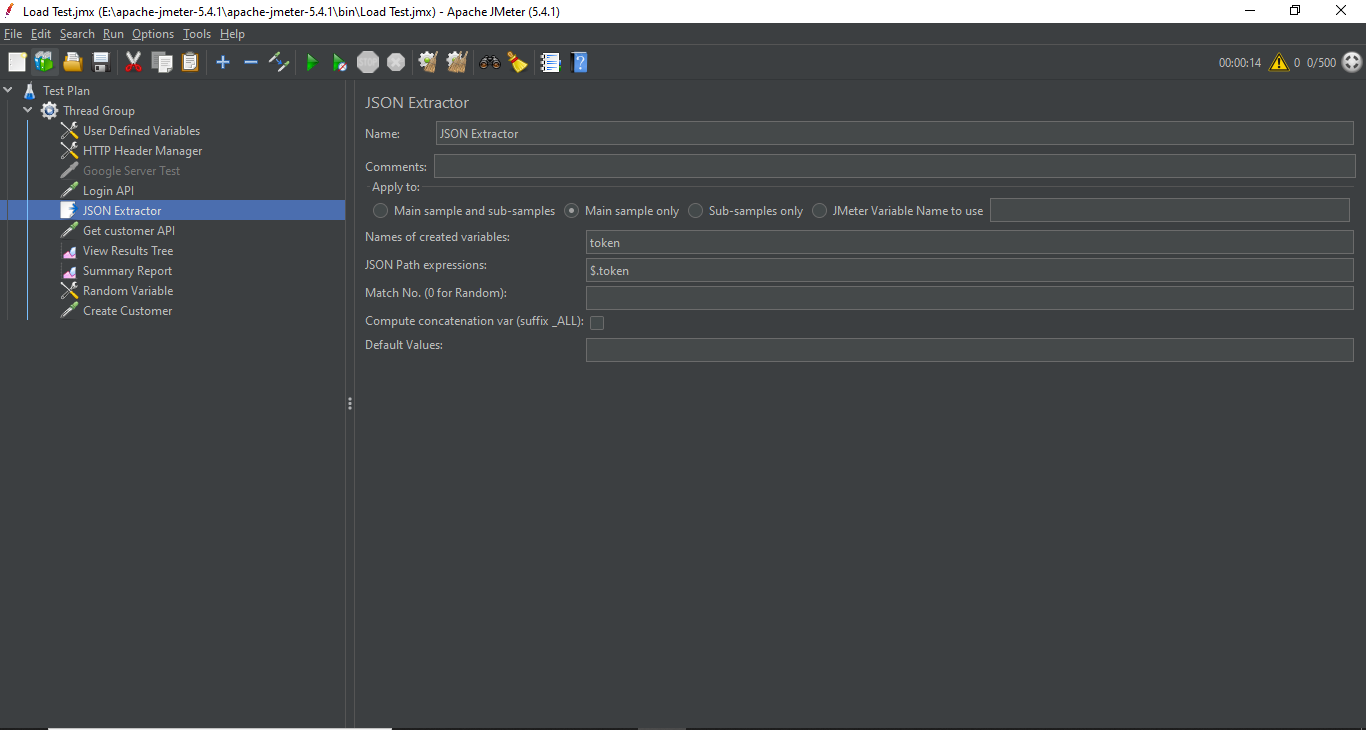 Load Test.jmx (E:\apache-jmeter-5.4.1\apache-jmeter-5.4.1\bin\Load Test.jmx) - Apache JMeter (5.4.1)
File Edit Search Run Options Tools Help
STOP
00:00:14 0 0/500
Test Plan
Thread Group
User Defined Variables
HTTP Header Manager
Google Server Test
Login API
JSON Extractor
Get customer API
View Results Tree
Summary Report
Random Variable
Create Customer
JSON Extractor
Name: JSON Extractor
Comments:
Apply to:
Main sample and sub-samples Main sample only Sub-samples only JMeter Variable Name to use
Names of created variables: token
JSON Path expressions: $.token
Match No. (0 for Random):
Compute concatenation var (suffix _ALL):
Default Values: